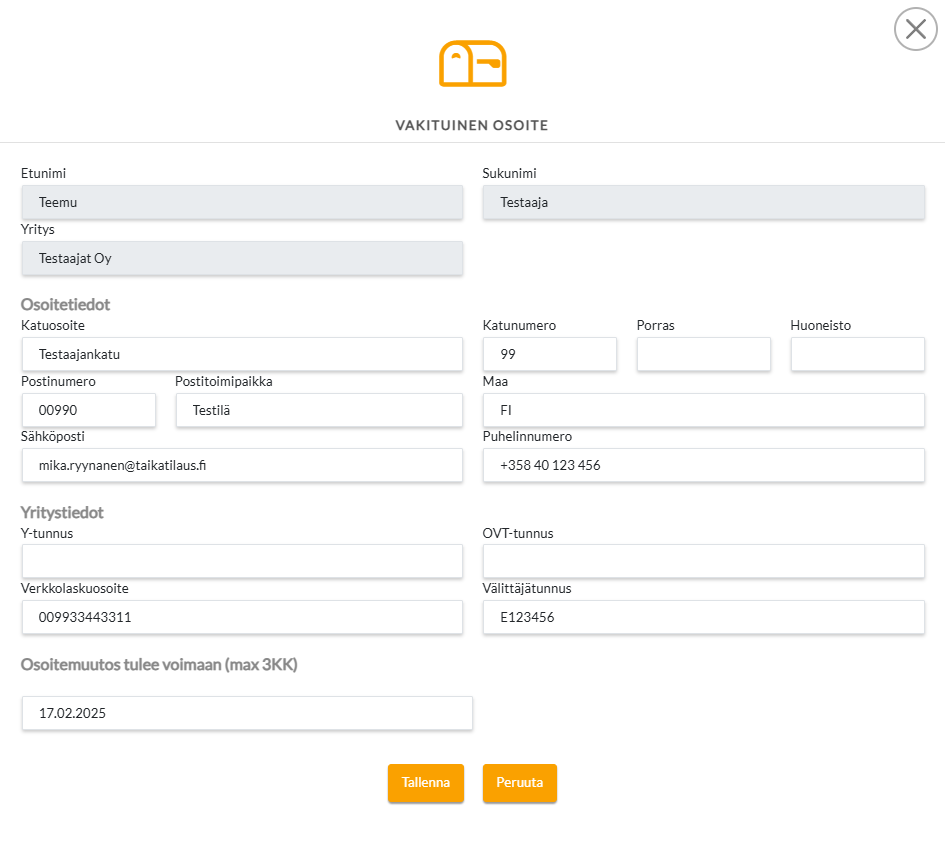 VAKITUINEN OSOITE
Etunimi Sukunimi
Teemu Testaaja
Yritys
Testaajat Oy
Osoitetiedot
Katuosoite Katunumero Porras Huoneisto
Testaajankatu 99
Postinumero Postitoimipaikka Maa
00990 Testilä FI
Sähköposti Puhelinnumero
mika.ryynanen@taikatilaus.fi +358 40 123 456
Yritystiedot
Y-tunnus OVT-tunnus
Verkkolaskuosoite Välittäjätunnus
009933443311 E123456
Osoitemuutos tulee voimaan (max 3KK)
17.02.2025
Tallenna Peruuta